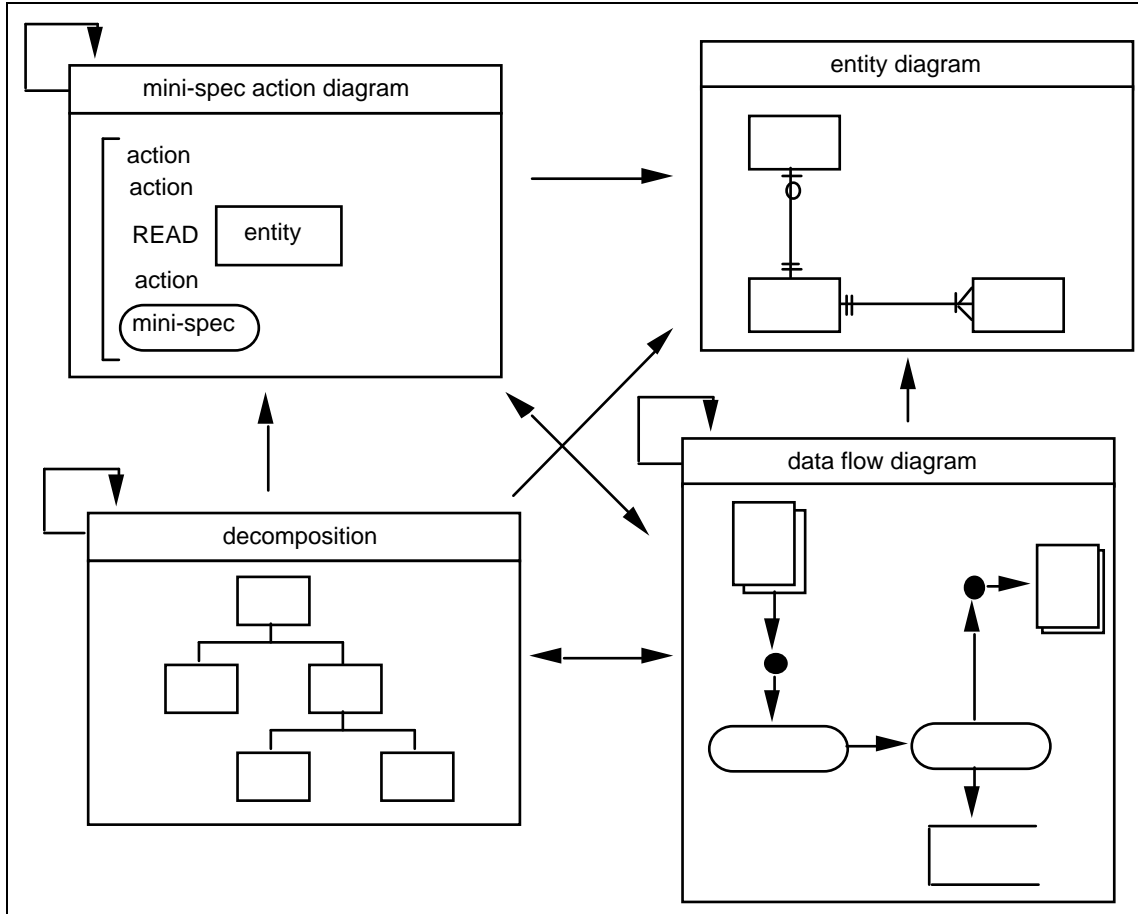 mini-spec action diagram
action
action
READ entity
action
mini-spec
entity diagram
decomposition
data flow diagram